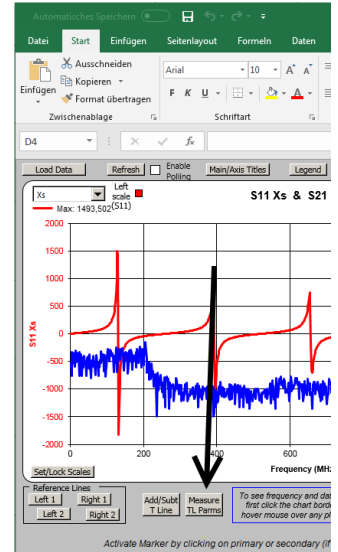 Automatisches Speichern
Datei Start Einfügen Seitenlayout Formeln Daten
Einfügen
Ausschneiden
Kopieren
Format übertragen
Zwischenablage
Arial 10 A A
F K U A
Schriftart
D4 fx
Load Data Refresh Enable Polling Main/Axis Titles Legend
Xs
Left scale (S11)
Max: 1493,502
S11 Xs & S21
2000
1500
1000
500
0
-500
-1000
-1500
-2000
S11 Xs
0 200 400 600
Frequency (MHz
Set/Lock Scales
Reference Lines
Left 1 Right 1
Left 2 Right 2
Add/Subt T Line
Measure TL Parms
To see frequency and dat
first click the chart bord
hover mouse over any pl
Activate Marker by clicking on primary or secondary (if